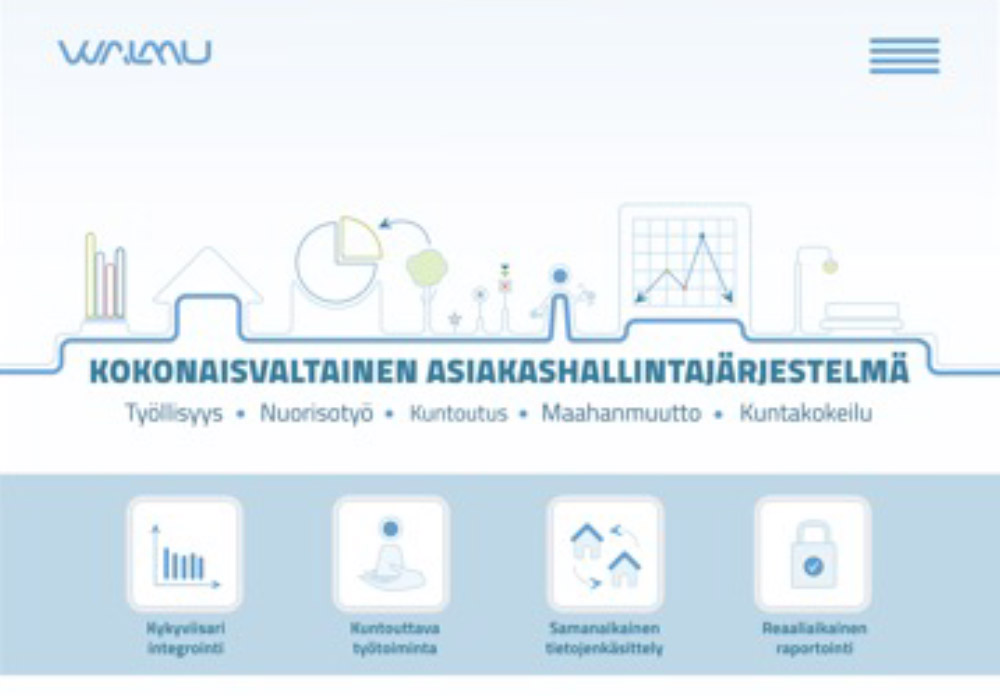 WALMU
KOKONAISVALTAINEN ASIAKASHALLINTAJÄRJESTELMÄ
Työllisyys • Nuorisotyö • Kuntoutus • Maahanmuutto • Kuntakokeilu
Kykyviisari
integrointi
Kuntouttava
työtoiminta
Samanaikainen
tietojenkäsittely
Reaaliaikainen
raportointi